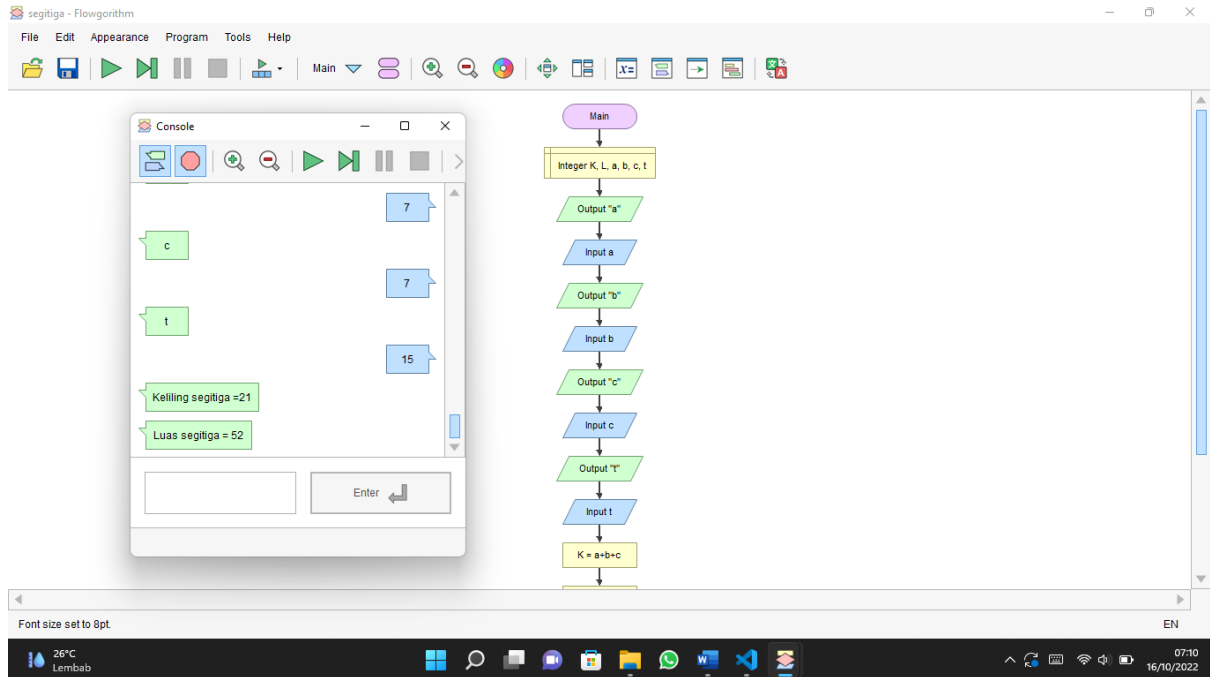 segitiga - Flowgorithm
File Edit Appearance Program Tools Help
Main
Console
7
c
7
t
15
Keliling segitiga =21
Luas segitiga = 52
Enter
Main
Integer K, L, a, b, c, t
Output "a"
Input a
Output "b"
Input b
Output "c"
Input c
Output "t"
Input t
K = a+b+c
Font size set to 8pt.
EN
26°C
Lembab
07:10
16/10/2022